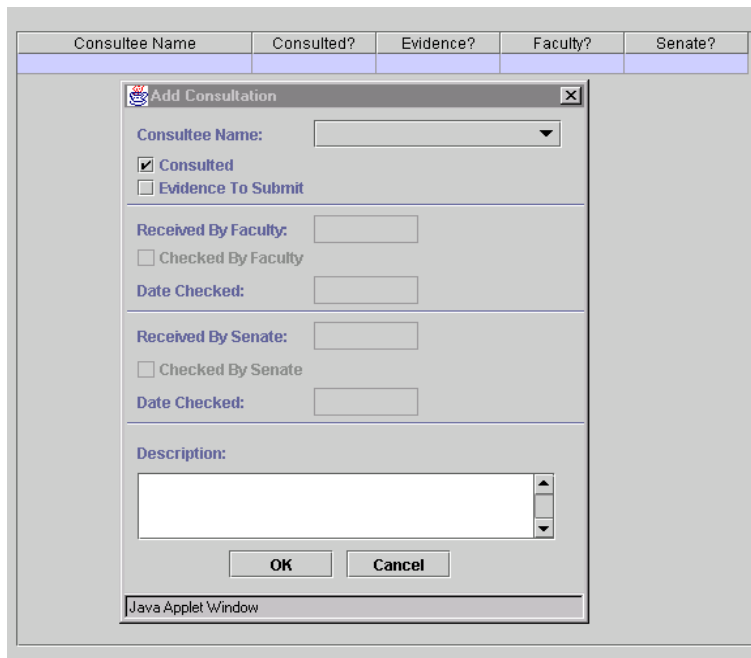 Consultee Name Consulted? Evidence? Faculty? Senate?
Add Consultation
Consultee Name:
Consulted
Evidence To Submit
Received By Faculty:
Checked By Faculty
Date Checked:
Received By Senate:
Checked By Senate
Date Checked:
Description:
OK Cancel
Java Applet Window